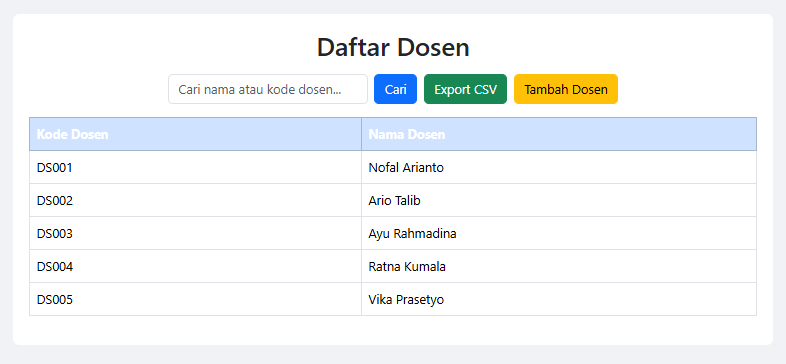 Daftar Dosen
Cari nama atau kode dosen... Cari Export CSV Tambah Dosen
Kode Dosen Nama Dosen
DS001 Nofal Arianto
DS002 Ario Talib
DS003 Ayu Rahmadina
DS004 Ratna Kumala
DS005 Vika Prasetyo